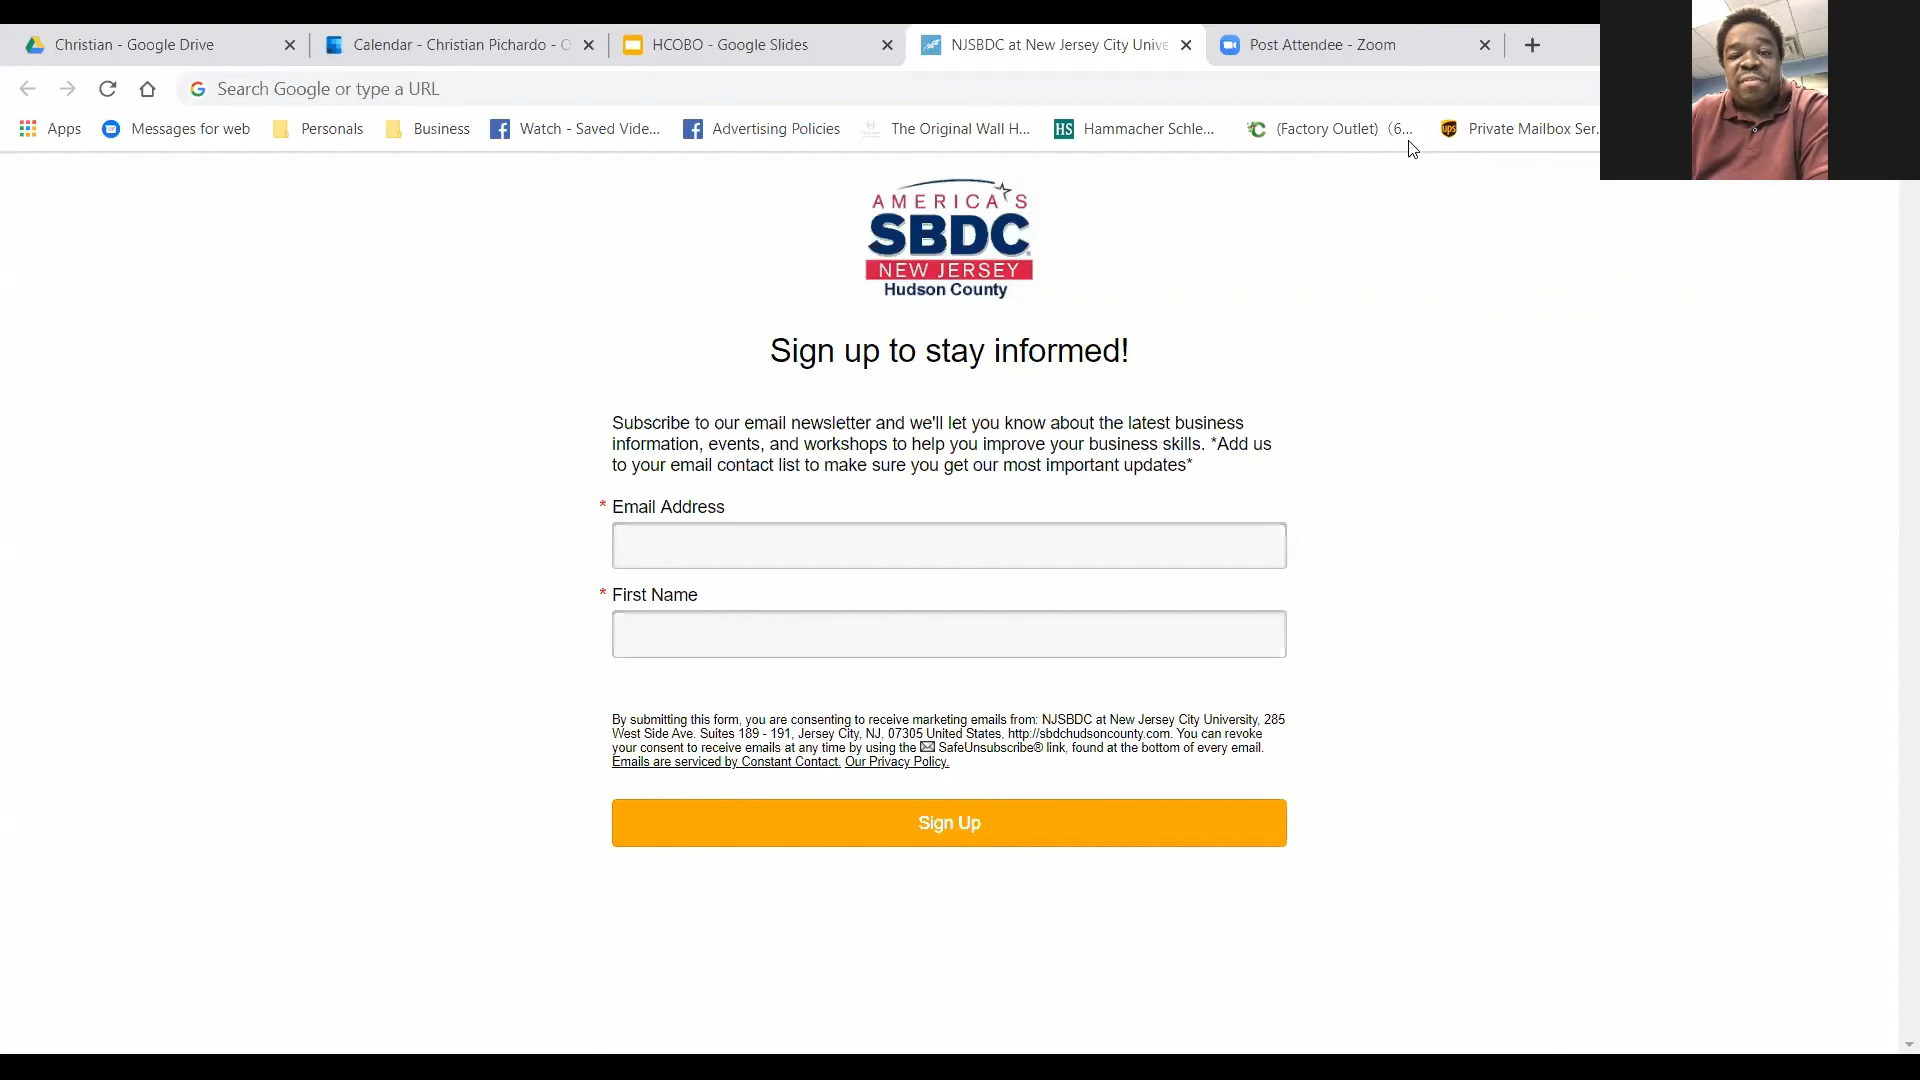 Christian - Google Drive
Calendar - Christian Pichardo - O
HCOBO - Google Slides
NJSBDC at New Jersey City Unive
Post Attendee - Zoom
Search Google or type a URL
Apps
Messages for web
Personals
Business
Watch - Saved Vide...
Advertising Policies
The Original Wall H...
HS
Hammacher Schle...
(Factory Outlet)（6...
ups
Private Mailbox Ser...
AMERICA'S
SBDC
NEW JERSEY
Hudson County
Sign up to stay informed!
Subscribe to our email newsletter and we'll let you know about the latest business
information, events, and workshops to help you improve your business skills. *Add us
to your email contact list to make sure you get our most important updates*
* Email Address
* First Name
By submitting this form, you are consenting to receive marketing emails from: NJSBDC at New Jersey City University, 285
West Side Ave. Suites 189 - 191, Jersey City, NJ, 07305 United States, http://sbdchudsoncounty.com. You can revoke
your consent to receive emails at any time by using the SafeUnsubscribe® link, found at the bottom of every email.
Emails are serviced by Constant Contact. Our Privacy Policy.
Sign Up